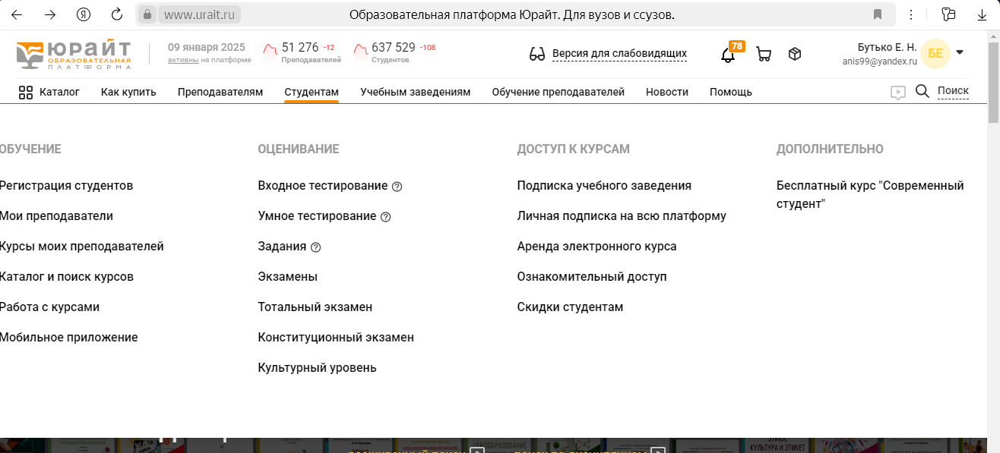 www.urait.ru
Образовательная платформа Юрайт. Для вузов и ссузов.
ЮРАЙТ
ОБРАЗОВАТЕЛЬНАЯ
ПЛАТФОРМА
09 января 2025
активны на платформе
51 276 -12
Преподавателей
637 529 -108
Студентов
Версия для слабовидящих
78
Бутько Е. Н.
anis99@yandex.ru
БЕ
Каталог Как купить Преподавателям Студентам Учебным заведениям Обучение преподавателей Новости Помощь Поиск
ОБУЧЕНИЕ
Регистрация студентов
Мои преподаватели
Курсы моих преподавателей
Каталог и поиск курсов
Работа с курсами
Мобильное приложение
ОЦЕНИВАНИЕ
Входное тестирование
Умное тестирование
Задания
Экзамены
Тотальный экзамен
Конституционный экзамен
Культурный уровень
ДОСТУП К КУРСАМ
Подписка учебного заведения
Личная подписка на всю платформу
Аренда электронного курса
Ознакомительный доступ
Скидки студентам
ДОПОЛНИТЕЛЬНО
Бесплатный курс "Современный
студент"
ЦЕНООБРАЗОВАНИЕ
ЭТИКА
КУЛЬТУРА И ЭТИКЕТ